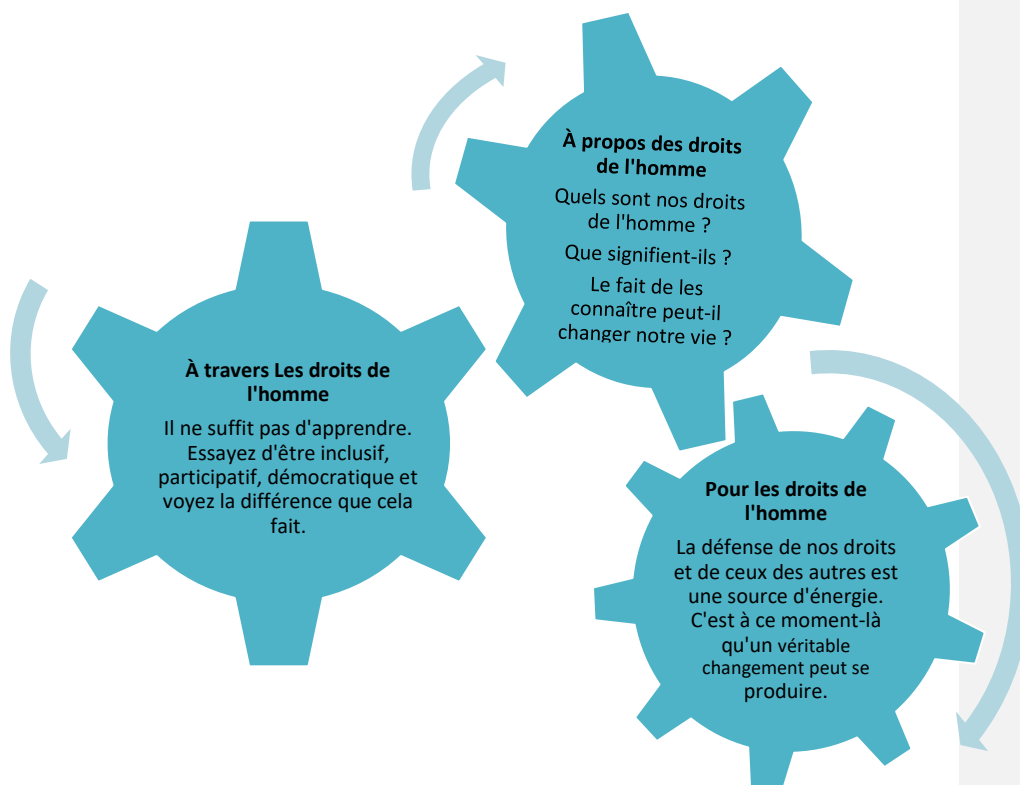 À propos des droits
de l'homme
Quels sont nos droits
de l'homme ?
Que signifient-ils ?
Le fait de les
connaître peut-il
changer notre vie ?
À travers Les droits de
l'homme
Il ne suffit pas d'apprendre.
Essayez d'être inclusif,
participatif, démocratique et
voyez la différence que cela
fait.
Pour les droits de
l'homme
La défense de nos droits
et de ceux des autres est
une source d'énergie.
C'est à ce moment-là
qu'un véritable
changement peut se
produire.